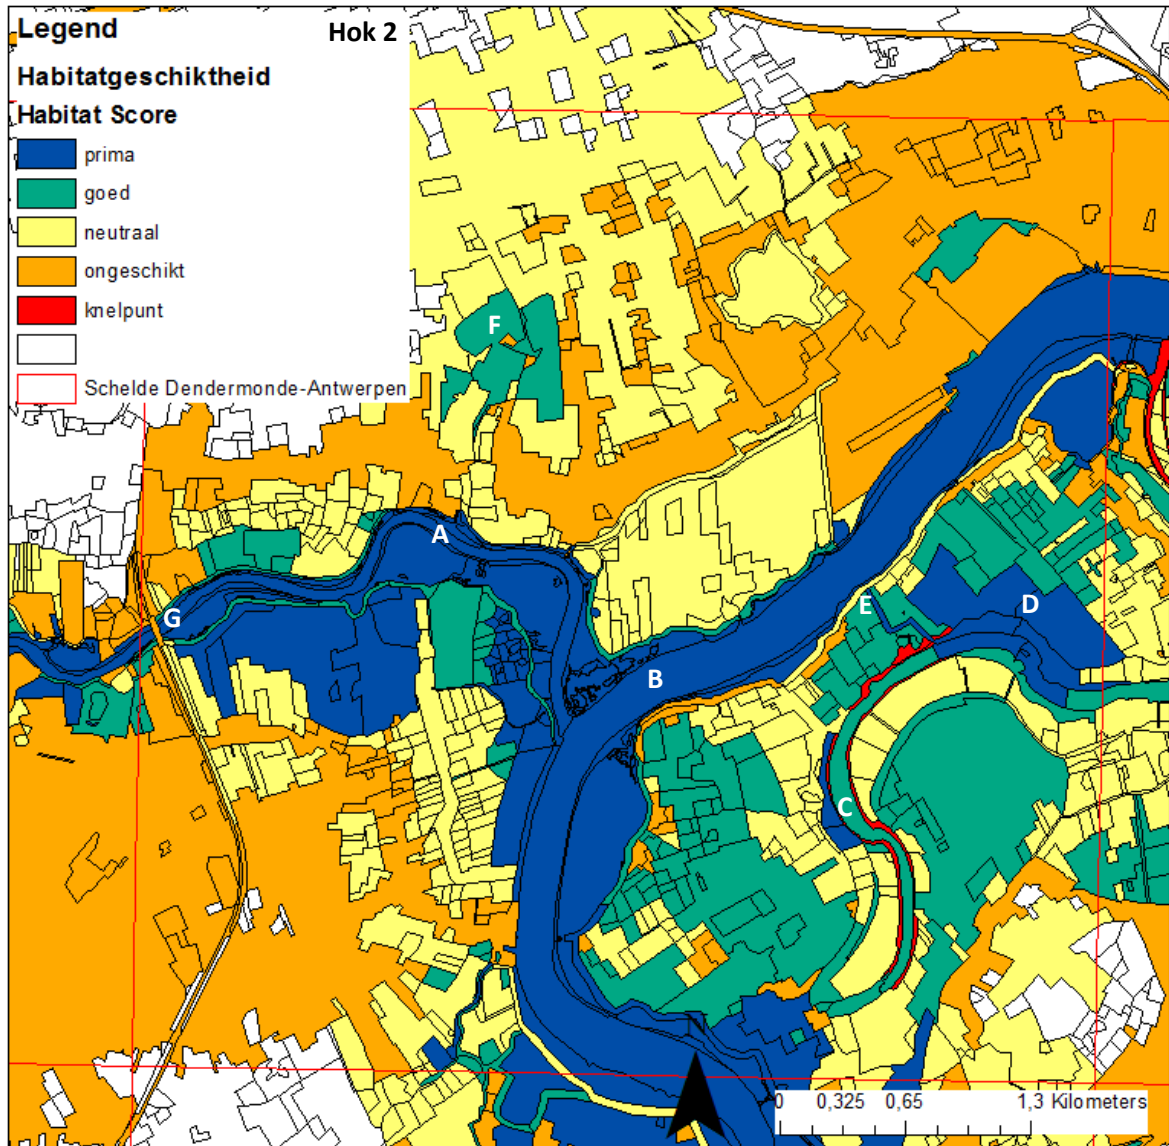 Legend
Hok 2
Habitatgeschiktheid
Habitat Score
prima
goed
neutraal
ongeschikt
knelpunt
Schelde Dendermonde-Antwerpen
F
A
G
B
E
D
C
N
0 0,325 0,65 1,3 Kilometers